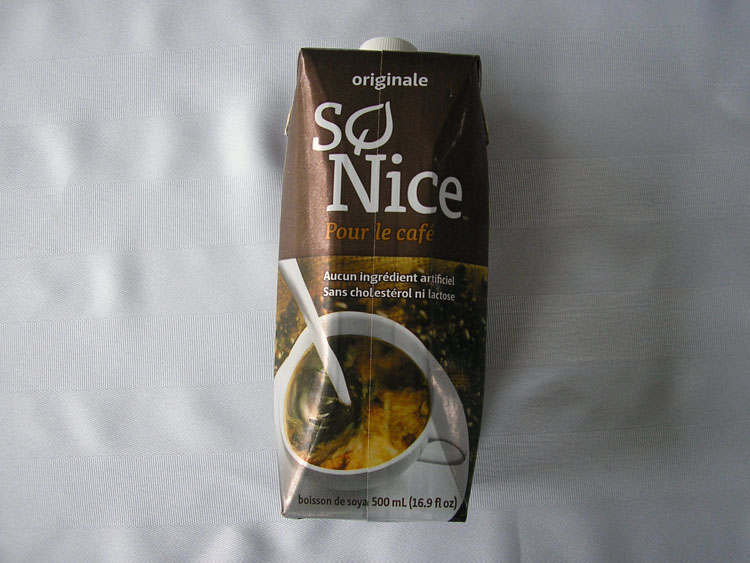 originale
So
Nice
Pour le café
Aucun ingrédient artificiel
Sans cholestérol ni lactose
boisson de soya 500 mL (16.9 fl oz)